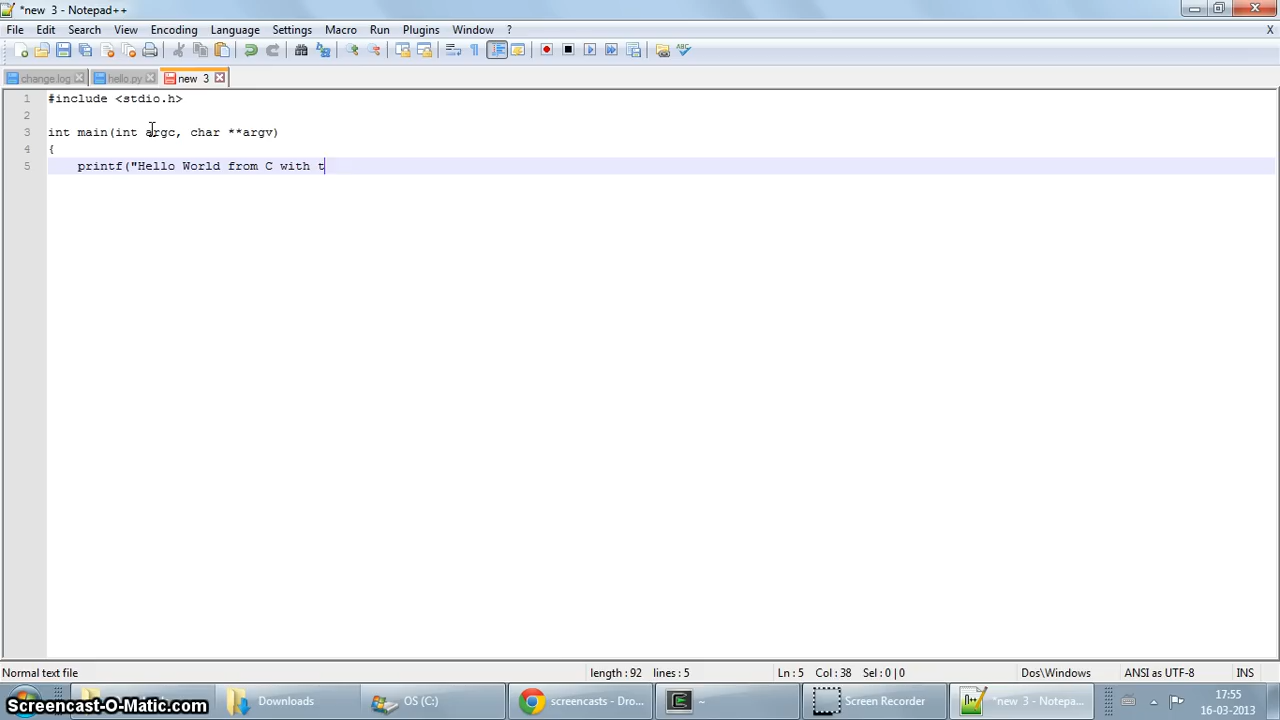 *new  3 - Notepad++
File Edit Search View Encoding Language Settings Macro Run Plugins Window ? X
change.log hello.py new  3
1 #include <stdio.h>
2
3 int main(int argc, char **argv)
4 {
5     printf("Hello World from C with t
Normal text file length : 92 lines : 5 Ln : 5 Col : 38 Sel : 0 | 0 Dos\Windows ANSI as UTF-8 INS
Downloads OS (C:) screencasts - Dro... ~ Screen Recorder *new  3 - Notepa... 17:55
16-03-2013
Screencast-O-Matic.com